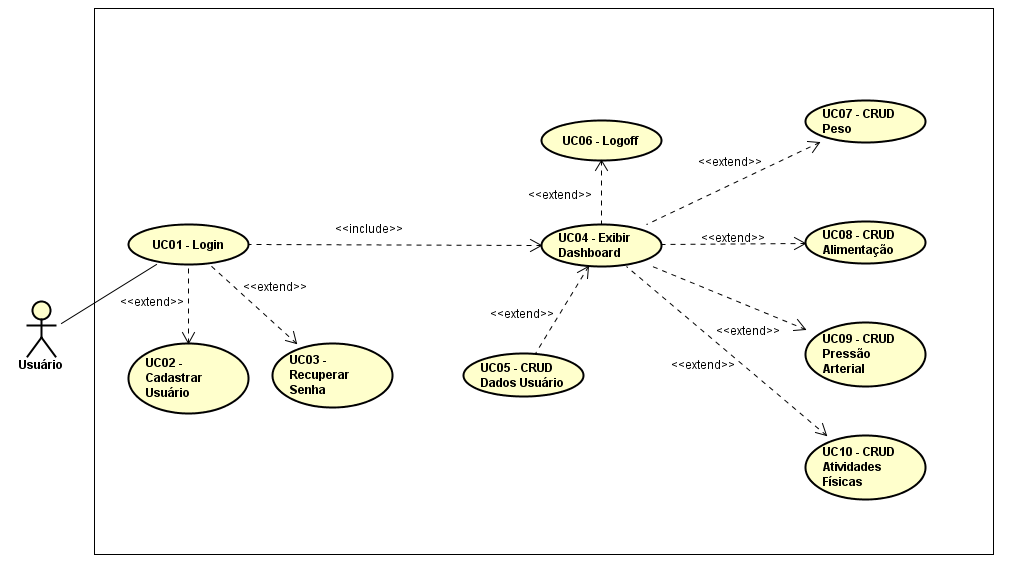 UC07 - CRUD
Peso
UC06 - Logoff
<<extend>>
<<extend>>
<<include>>
UC01 - Login
UC04 - Exibir
Dashboard
<<extend>>
UC08 - CRUD
Alimentação
<<extend>>
<<extend>>
<<extend>>
<<extend>>
UC09 - CRUD
Pressão
Arterial
Usuário
UC02 -
Cadastrar
Usuário
UC03 -
Recuperar
Senha
UC05 - CRUD
Dados Usuário
<<extend>>
UC10 - CRUD
Atividades
Físicas